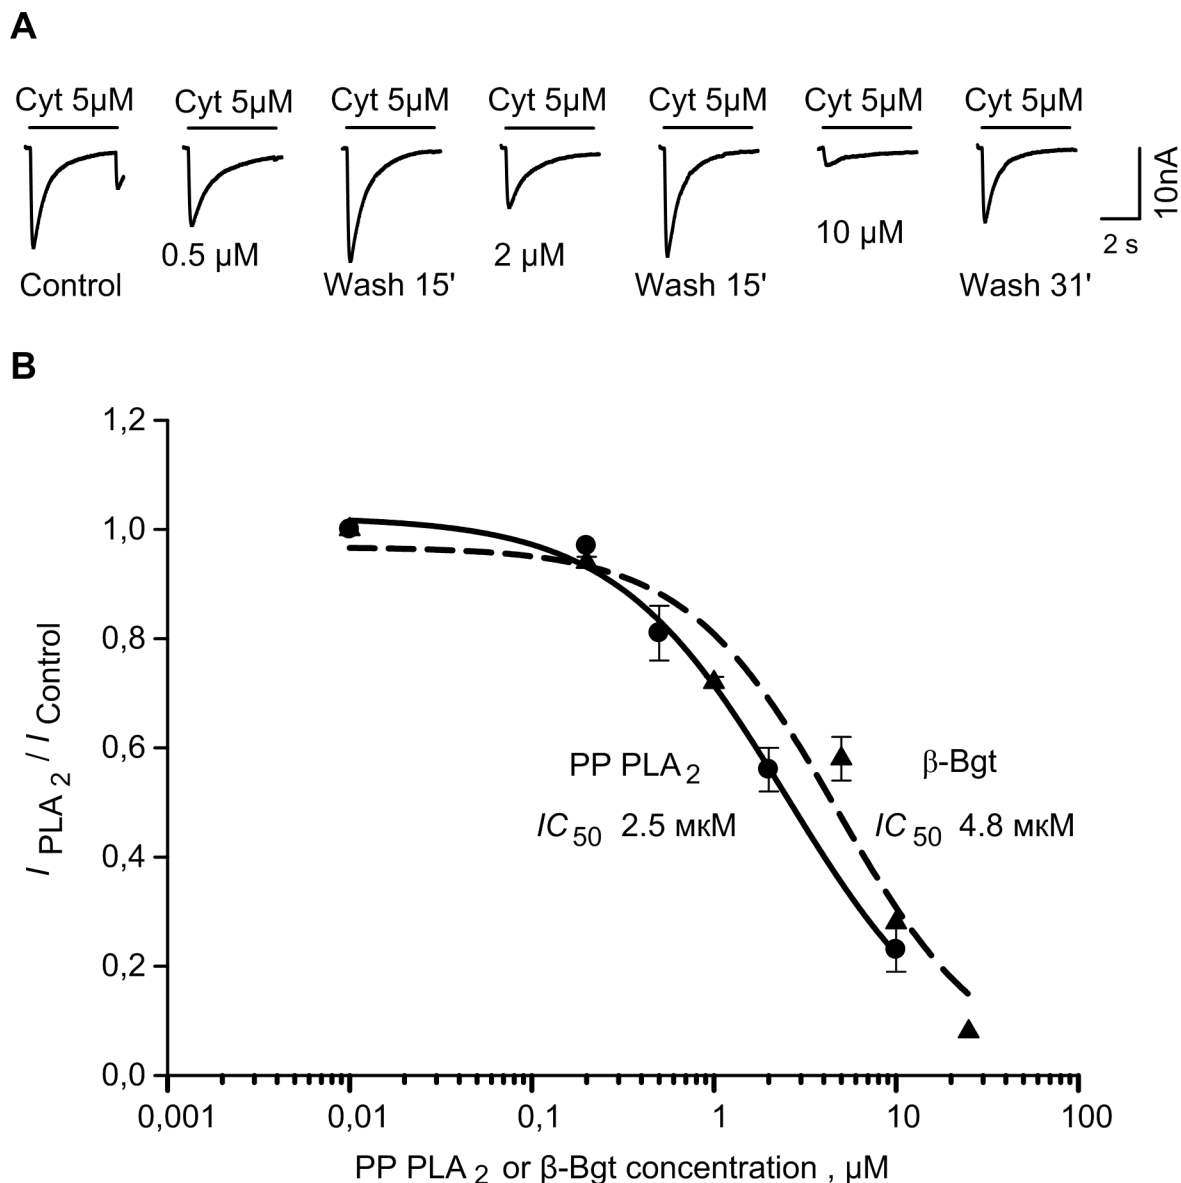 A
Cyt 5µM Cyt 5µM Cyt 5µM Cyt 5µM Cyt 5µM Cyt 5µM Cyt 5µM
10nA
2 s
0.5 µM 2 µM 10 µM
Control Wash 15' Wash 15' Wash 31'
B
1,2
1,0
0,8
0,6
0,4
0,2
0,0
I PLA 2 / I Control
PP PLA 2 β-Bgt
IC 50 2.5 мкМ IC 50 4.8 мкМ
0,001 0,01 0,1 1 10 100
PP PLA 2 or β-Bgt concentration , µM